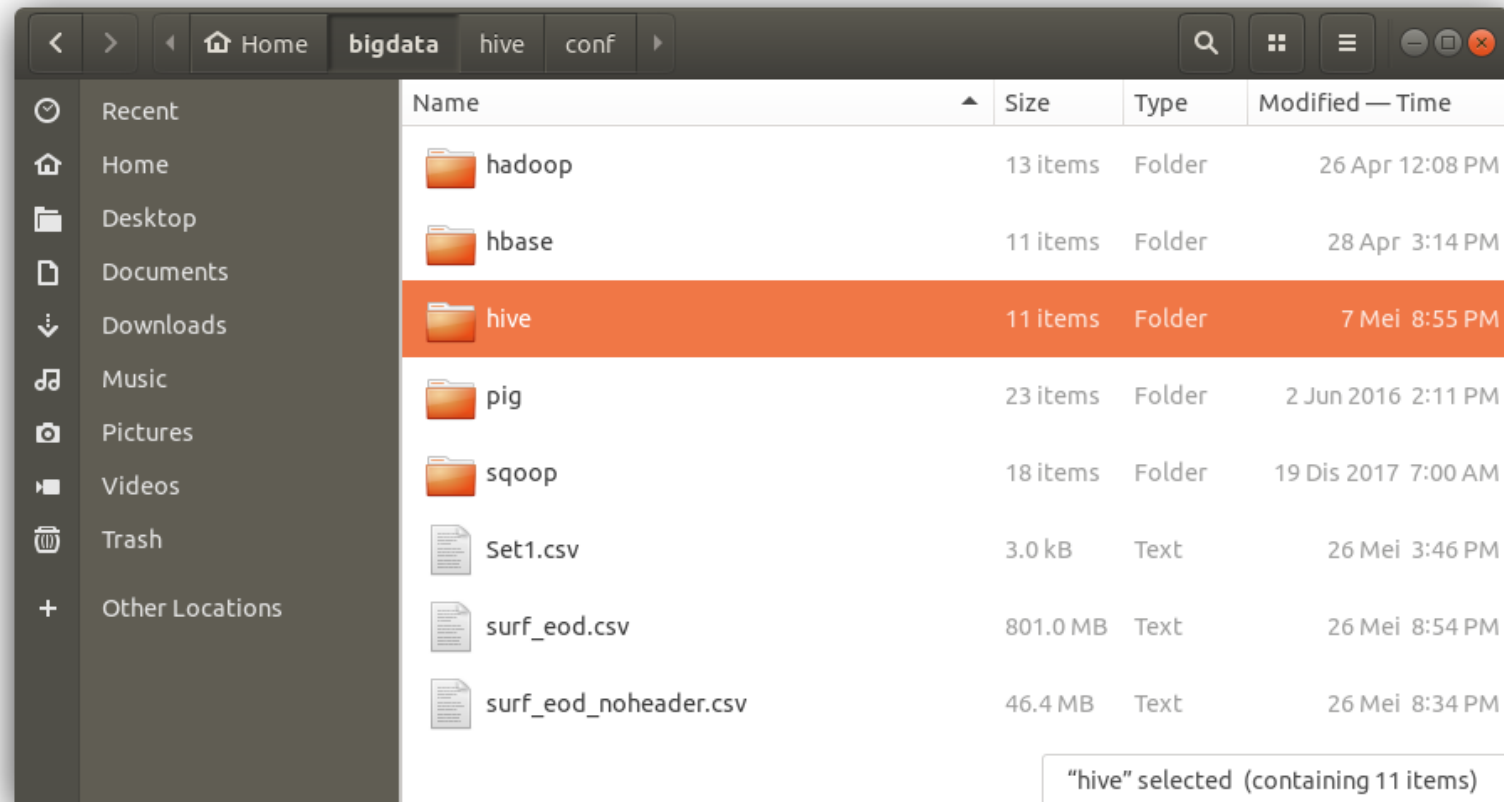 Home bigdata hive conf
Name Size Type Modified — Time
Recent
Home
Desktop
Documents
Downloads
Music
Pictures
Videos
Trash
Other Locations
hadoop 13 items Folder 26 Apr 12:08 PM
hbase 11 items Folder 28 Apr 3:14 PM
hive 11 items Folder 7 Mei 8:55 PM
pig 23 items Folder 2 Jun 2016 2:11 PM
sqoop 18 items Folder 19 Dis 2017 7:00 AM
Set1.csv 3.0 kB Text 26 Mei 3:46 PM
surf_eod.csv 801.0 MB Text 26 Mei 8:54 PM
surf_eod_noheader.csv 46.4 MB Text 26 Mei 8:34 PM
“hive” selected (containing 11 items)